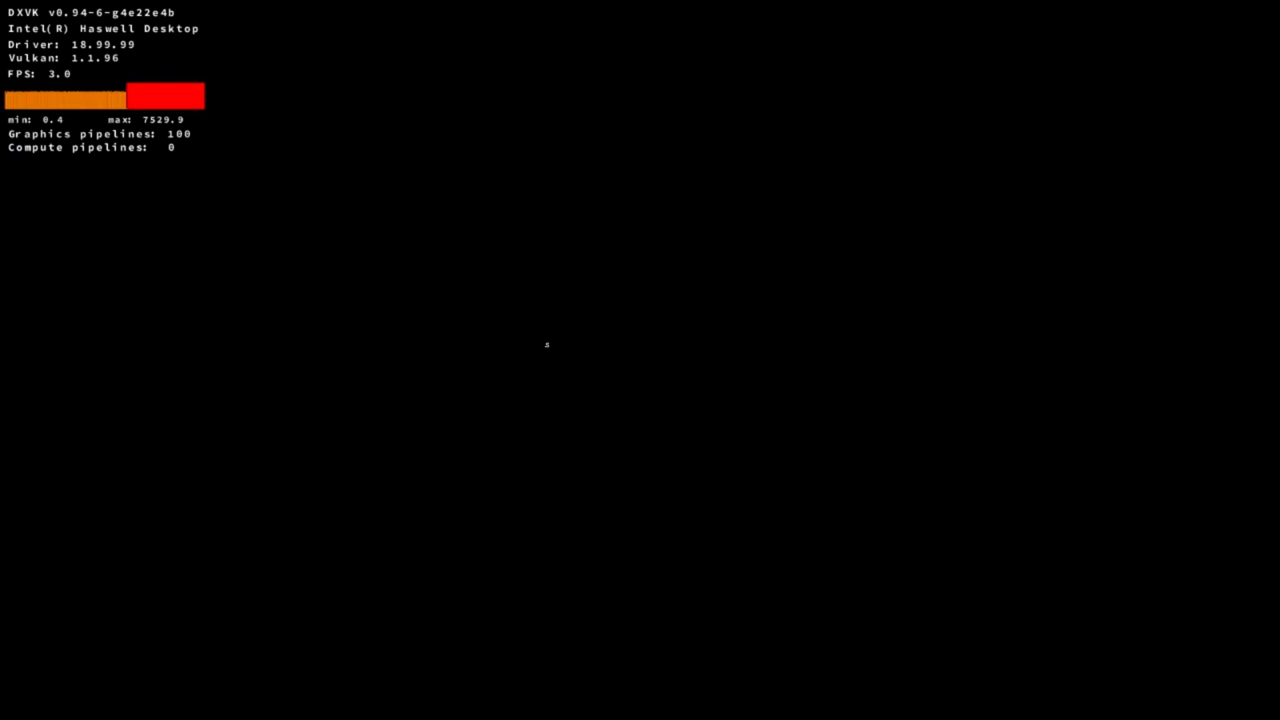 DXVK v0.94-6-g4e22e4b
Intel(R) Haswell Desktop
Driver: 18.99.99
Vulkan: 1.1.96
FPS: 3.0
min: 0.4 max: 7529.9
Graphics pipelines: 100
Compute pipelines: 0